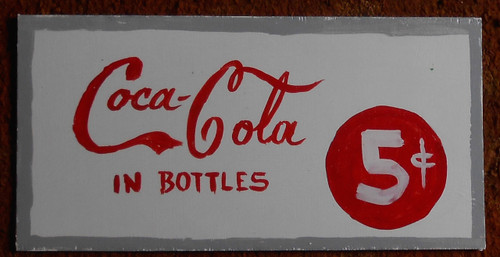 Coca-Cola
IN BOTTLES
5¢